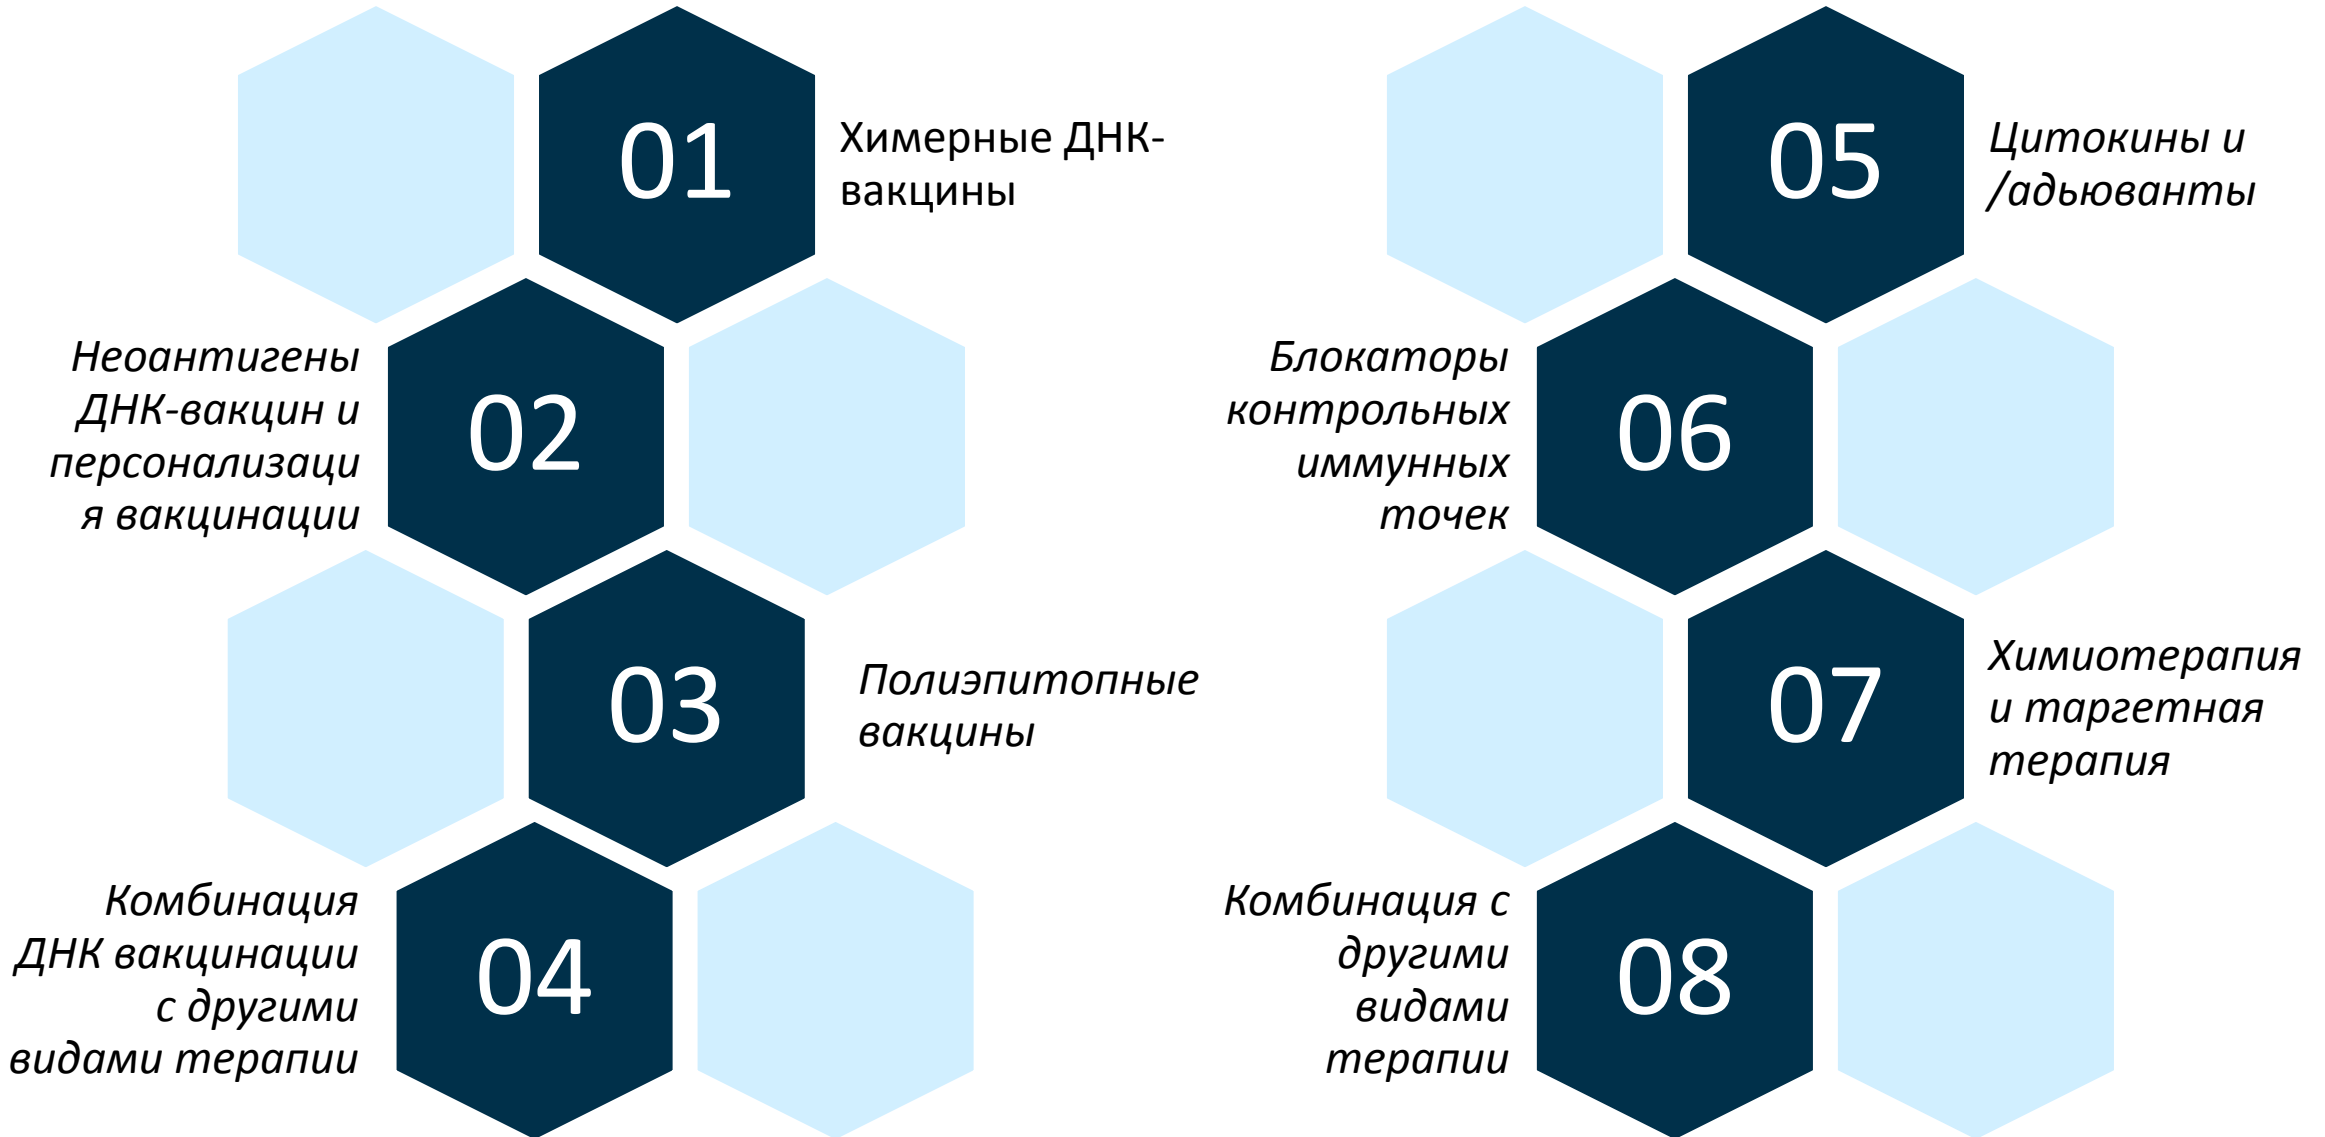 01
Химерные ДНК-
вакцины
Неоантигены
ДНК-вакцин и
персонализаци
я вакцинации
02
03
Полиэпитопные
вакцины
Комбинация
ДНК вакцинации
с другими
видами терапии
04
05
Цитокины и
/адьюванты
Блокаторы
контрольных
иммунных
точек
06
07
Химиотерапия
и таргетная
терапия
Комбинация с
другими
видами
терапии
08